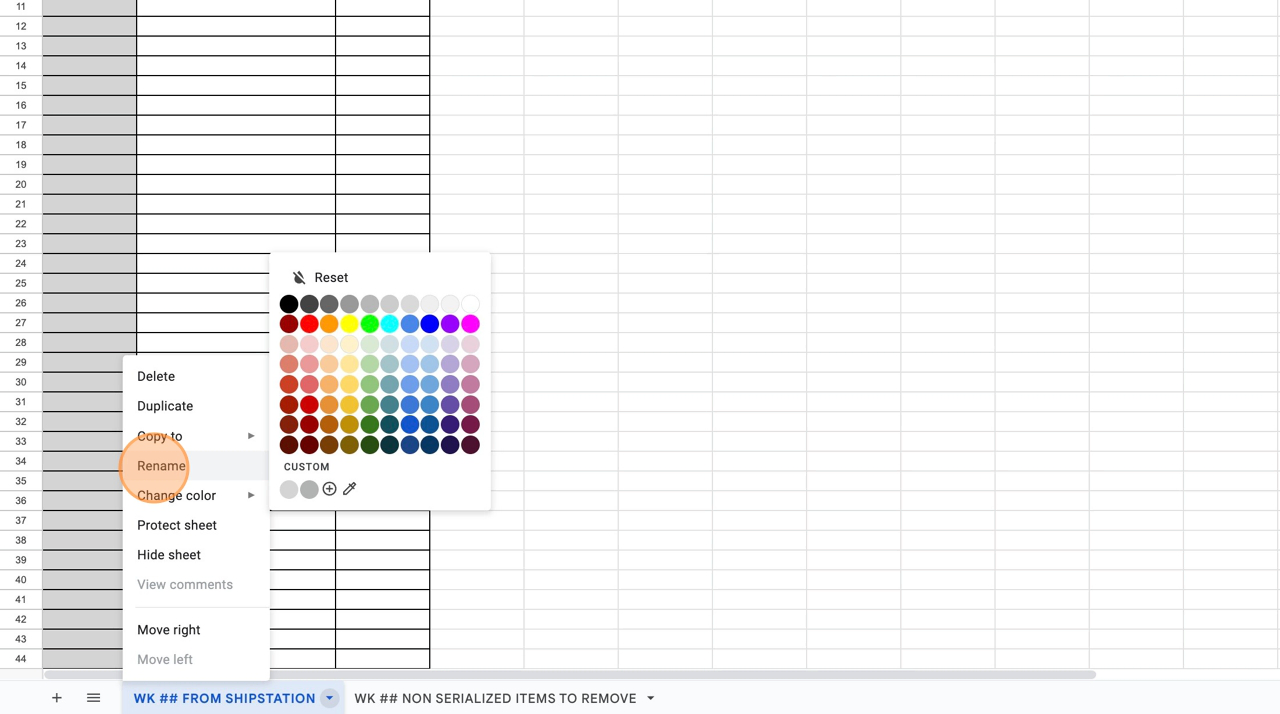 11
12
13
14
15
16
17
18
19
20
21
22
23
24
25
26
27
28
29
30
31
32
33
34
35
36
37
38
39
40
41
42
43
44
Reset
CUSTOM
Delete
Duplicate
Copy to
Rename
Change color
Protect sheet
Hide sheet
View comments
Move right
Move left
WK ## FROM SHIPSTATION
WK ## NON SERIALIZED ITEMS TO REMOVE